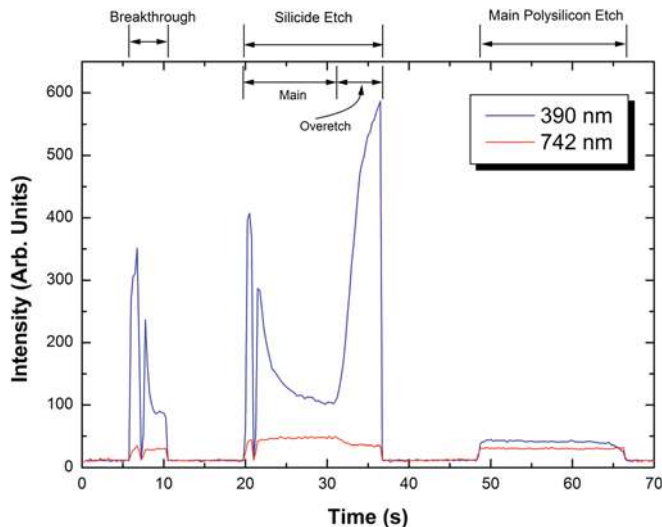 Breakthrough
Silicide Etch
Main Polysilicon Etch
Main
Overetch
390 nm
742 nm
600
500
400
300
200
100
0
Intensity (Arb. Units)
0 10 20 30 40 50 60 70
Time (s)